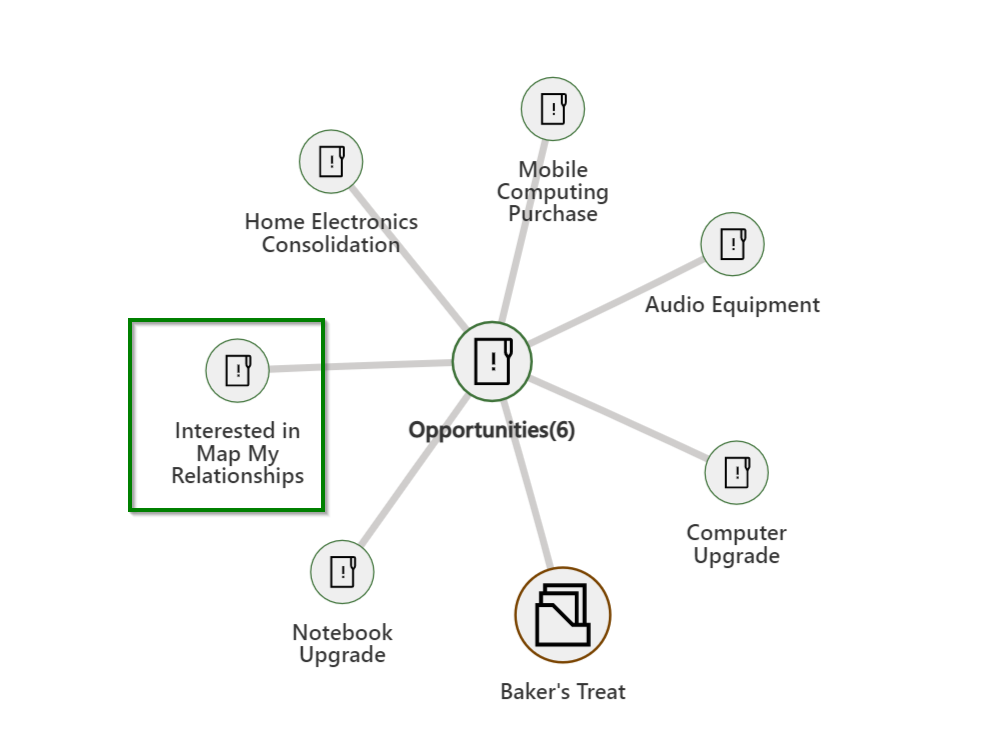 Mobile
Computing
Purchase
Home Electronics
Consolidation
Audio Equipment
Opportunities(6)
Interested in
Map My
Relationships
Computer
Upgrade
Notebook
Upgrade
Baker's Treat